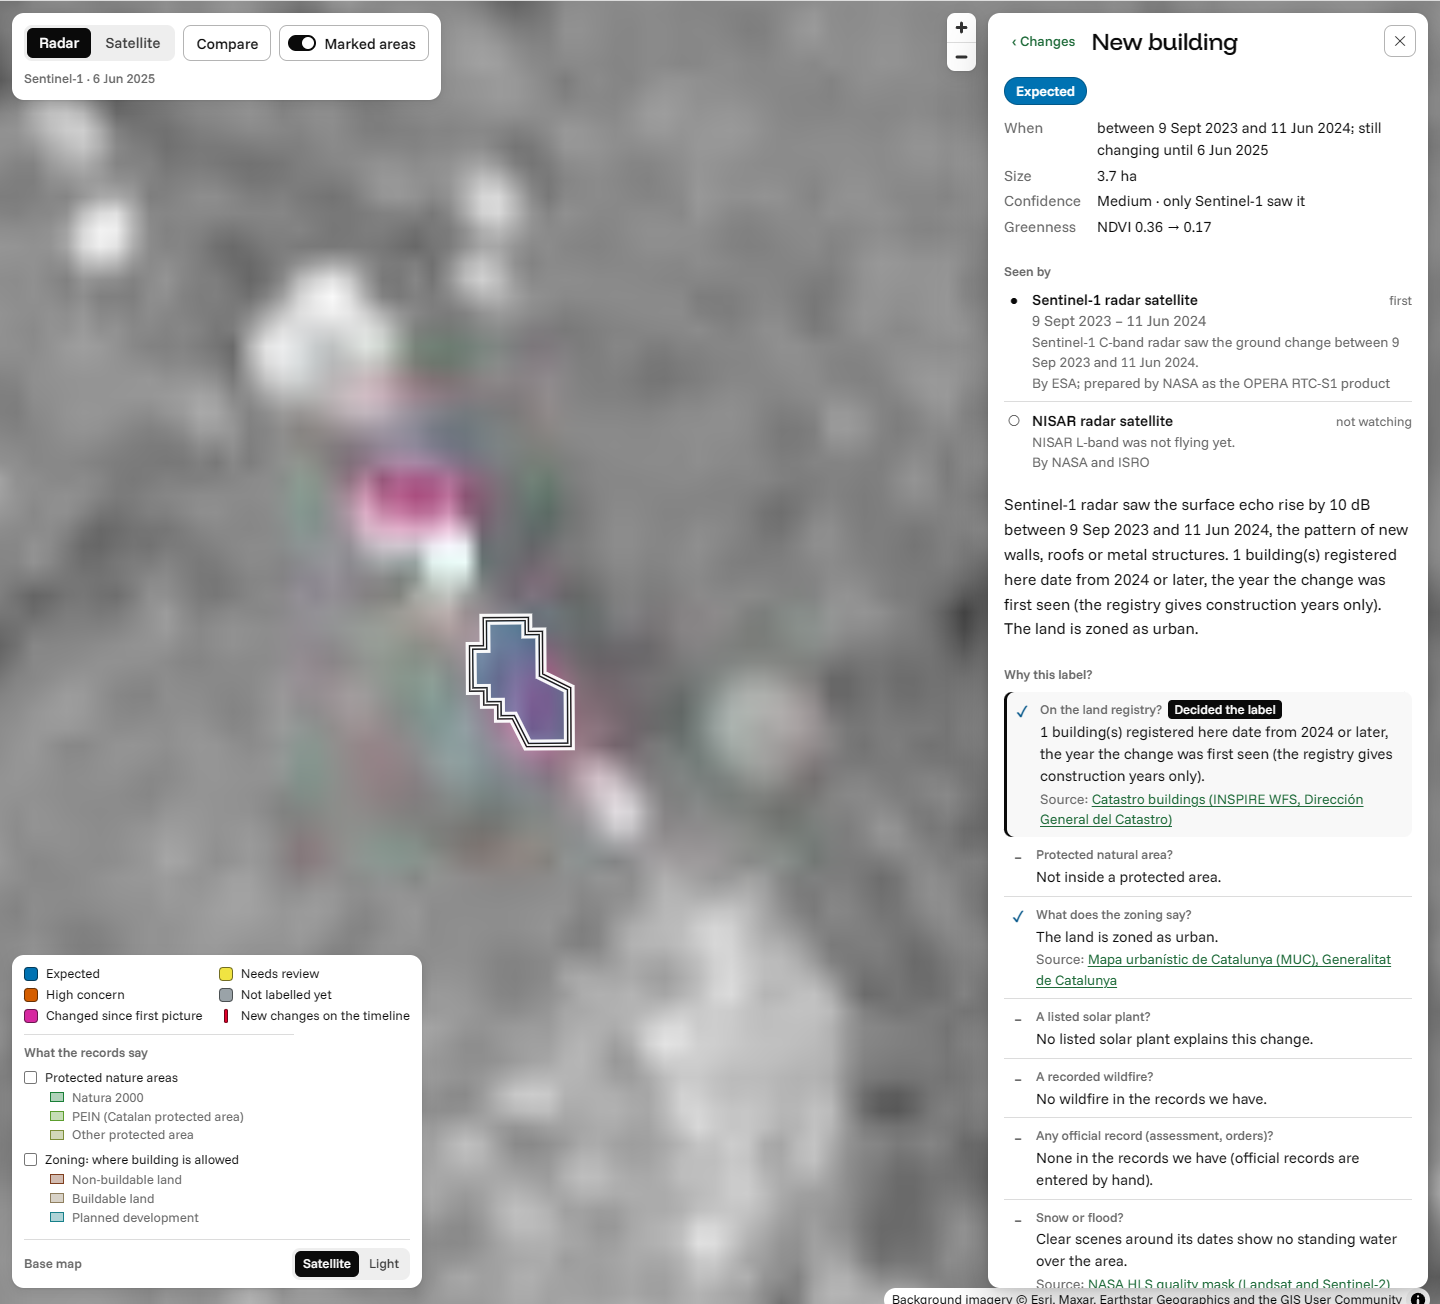 Radar
Satellite
Compare
Marked areas
Sentinel-1 · 6 Jun 2025
+
−
‹ Changes
New building
Expected
When
between 9 Sept 2023 and 11 Jun 2024; still
changing until 6 Jun 2025
Size
3.7 ha
Confidence
Medium · only Sentinel-1 saw it
Greenness
NDVI 0.36 → 0.17
Seen by
Sentinel-1 radar satellite
first
9 Sept 2023 – 11 Jun 2024
Sentinel-1 C-band radar saw the ground change between 9
Sep 2023 and 11 Jun 2024.
By ESA; prepared by NASA as the OPERA RTC-S1 product
NISAR radar satellite
not watching
NISAR L-band was not flying yet.
By NASA and ISRO
Sentinel-1 radar saw the surface echo rise by 10 dB
between 9 Sep 2023 and 11 Jun 2024, the pattern of new
walls, roofs or metal structures. 1 building(s) registered
here date from 2024 or later, the year the change was
first seen (the registry gives construction years only).
The land is zoned as urban.
Why this label?
On the land registry? Decided the label
1 building(s) registered here date from 2024 or later,
the year the change was first seen (the registry gives
construction years only).
Source: Catastro buildings (INSPIRE WFS, Dirección
General del Catastro)
Protected natural area?
Not inside a protected area.
What does the zoning say?
The land is zoned as urban.
Source: Mapa urbanístic de Catalunya (MUC), Generalitat
de Catalunya
A listed solar plant?
No listed solar plant explains this change.
A recorded wildfire?
No wildfire in the records we have.
Any official record (assessment, orders)?
None in the records we have (official records are
entered by hand).
Snow or flood?
Clear scenes around its dates show no standing water
over the area.
Source: NASA HLS quality mask (Landsat and Sentinel-2)
Expected
Needs review
High concern
Not labelled yet
Changed since first picture
New changes on the timeline
What the records say
Protected nature areas
Natura 2000
PEIN (Catalan protected area)
Other protected area
Zoning: where building is allowed
Non-buildable land
Buildable land
Planned development
Base map
Satellite
Light
Background imagery © Esri, Maxar, Earthstar Geographics and the GIS User Community